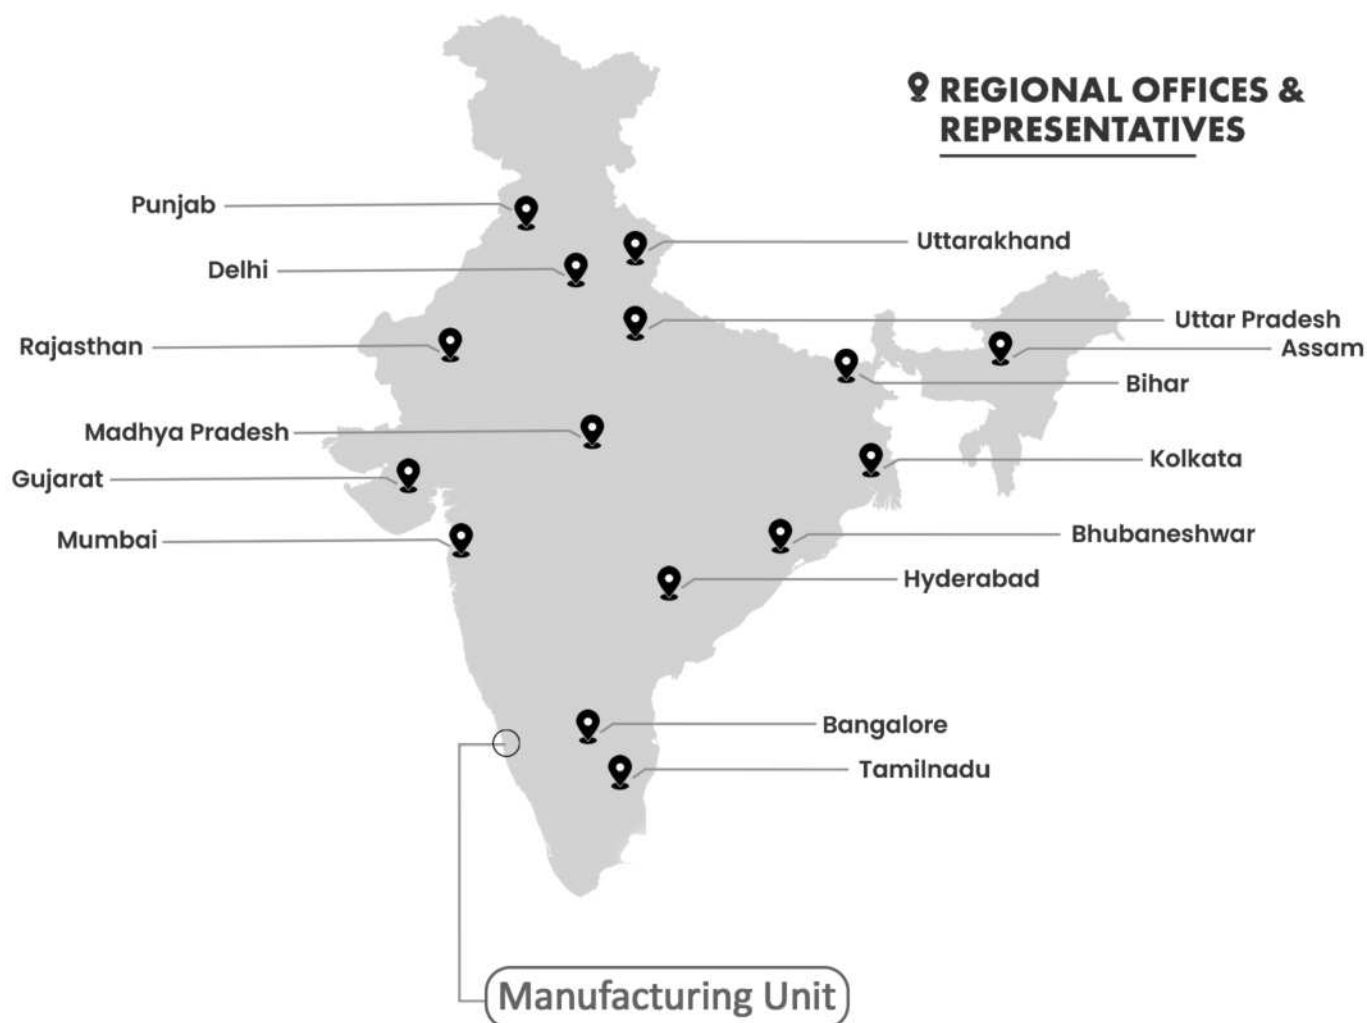 REGIONAL OFFICES &
REPRESENTATIVES
Punjab
Uttarakhand
Delhi
Uttar Pradesh
Rajasthan
Assam
Bihar
Madhya Pradesh
Kolkata
Gujarat
Bhubaneshwar
Mumbai
Hyderabad
Bangalore
Tamilnadu
Manufacturing Unit